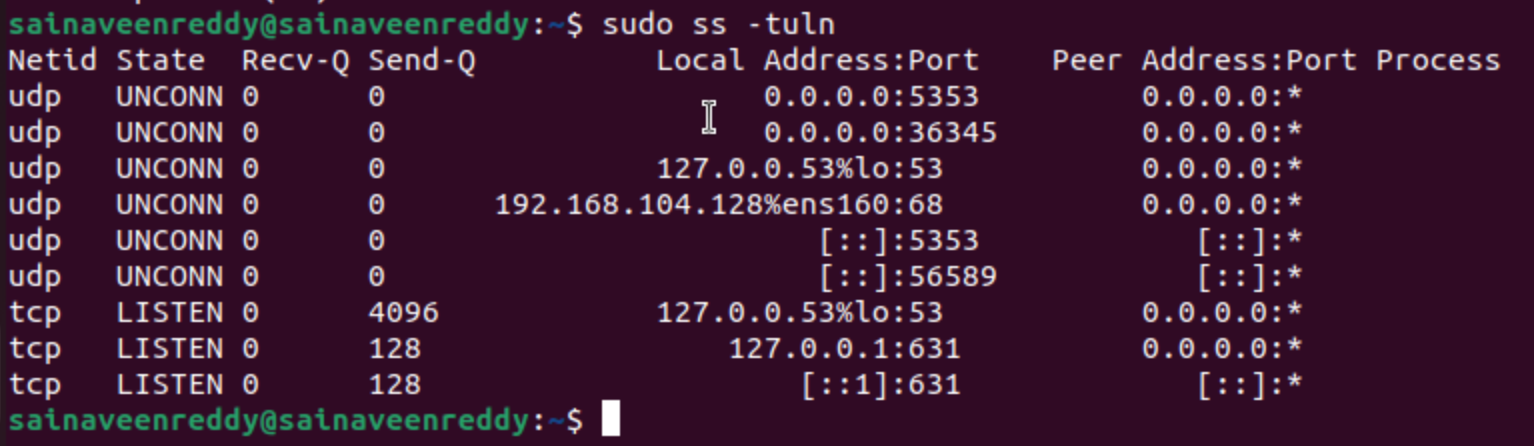 sainaveenreddy@sainaveenreddy:~$ sudo ss -tuln
Netid State  Recv-Q Send-Q          Local Address:Port    Peer Address:Port Process
udp   UNCONN 0      0                     0.0.0.0:5353         0.0.0.0:*
udp   UNCONN 0      0                     0.0.0.0:36345        0.0.0.0:*
udp   UNCONN 0      0               127.0.0.53%lo:53           0.0.0.0:*
udp   UNCONN 0      0      192.168.104.128%ens160:68           0.0.0.0:*
udp   UNCONN 0      0                        [::]:5353            [::]:*
udp   UNCONN 0      0                        [::]:56589           [::]:*
tcp   LISTEN 0      4096            127.0.0.53%lo:53           0.0.0.0:*
tcp   LISTEN 0      128                 127.0.0.1:631          0.0.0.0:*
tcp   LISTEN 0      128                     [::1]:631             [::]:*
sainaveenreddy@sainaveenreddy:~$